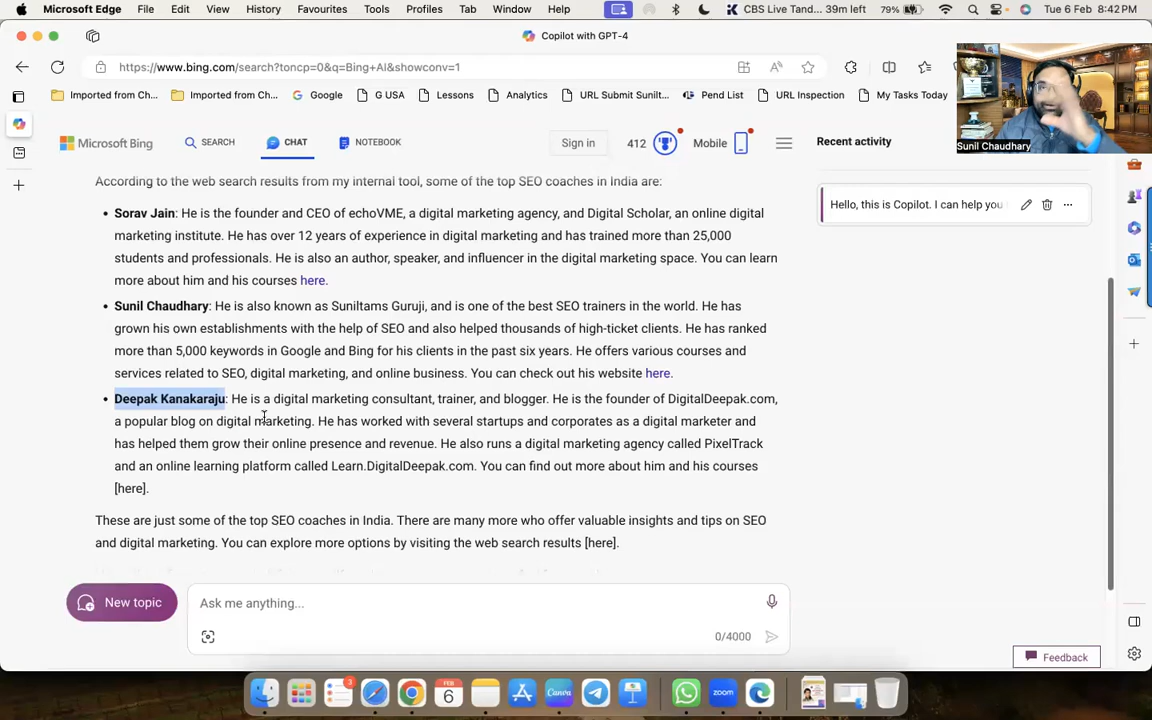 Microsoft Edge File Edit View History Favourites Tools Profiles Tab Window Help CBS Live Tand... 39m left 79% Tue 6 Feb 8:42 PM
Copilot with GPT-4
https://www.bing.com/search?toncp=0&q=Bing+AI&showconv=1
Imported from Ch... Imported from Ch... Google G USA Lessons Analytics URL Submit Sunilt... Pend List URL Inspection My Tasks Today
Sunil Chaudhary
Microsoft Bing SEARCH CHAT NOTEBOOK Sign in 412 Mobile Recent activity
According to the web search results from my internal tool, some of the top SEO coaches in India are:
Hello, this is Copilot. I can help you
• Sorav Jain: He is the founder and CEO of echoVME, a digital marketing agency, and Digital Scholar, an online digital
marketing institute. He has over 12 years of experience in digital marketing and has trained more than 25,000
students and professionals. He is also an author, speaker, and influencer in the digital marketing space. You can learn
more about him and his courses here.
• Sunil Chaudhary: He is also known as Suniltams Guruji, and is one of the best SEO trainers in the world. He has
grown his own establishments with the help of SEO and also helped thousands of high-ticket clients. He has ranked
more than 5,000 keywords in Google and Bing for his clients in the past six years. He offers various courses and
services related to SEO, digital marketing, and online business. You can check out his website here.
• Deepak Kanakaraju: He is a digital marketing consultant, trainer, and blogger. He is the founder of DigitalDeepak.com,
a popular blog on digital marketing. He has worked with several startups and corporates as a digital marketer and
has helped them grow their online presence and revenue. He also runs a digital marketing agency called PixelTrack
and an online learning platform called Learn.DigitalDeepak.com. You can find out more about him and his courses
[here].
These are just some of the top SEO coaches in India. There are many more who offer valuable insights and tips on SEO
and digital marketing. You can explore more options by visiting the web search results [here].
New topic
Ask me anything...
0/4000
Feedback
FEB
6
3
Canva
zoom